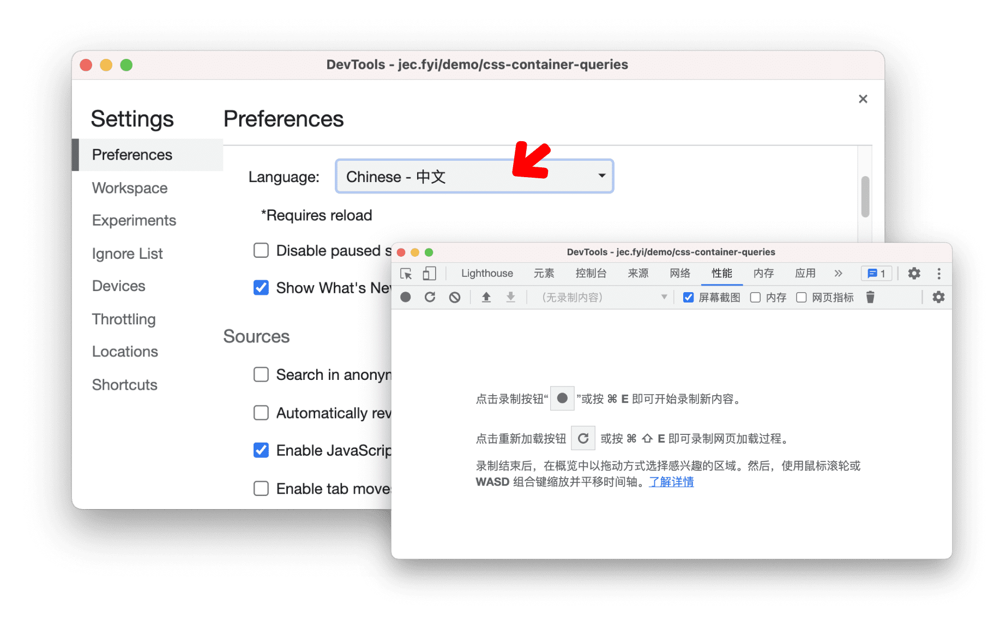 DevTools - jec.fyi/demo/css-container-queries
Settings
Preferences
Workspace
Experiments
Ignore List
Devices
Throttling
Locations
Shortcuts
Preferences
Language: Chinese - 中文
*Requires reload
Disable paused s
Show What's Nev
Sources
Search in anonyn
Automatically rev
Enable JavaScrip
Enable tab moves
DevTools - jec.fyi/demo/css-container-queries
Lighthouse 元素 控制台 来源 网络 性能 内存 应用 » 1
(无录制内容) 屏幕截图 内存 网页指标
点击录制按钮“ ”或按 ⌘ E 即可开始录制新内容。
点击重新加载按钮 或按 ⌘ ⇧ E 即可录制网页加载过程。
录制结束后，在概览中以拖动方式选择感兴趣的区域。然后，使用鼠标滚轮或
WASD 组合键缩放并平移时间轴。了解详情